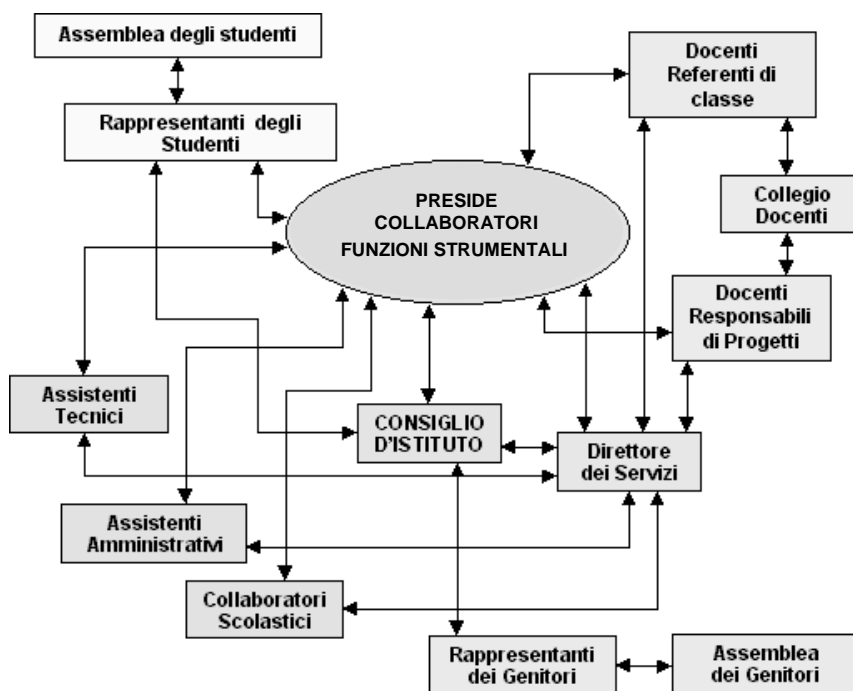 Assemblea degli studenti
Rappresentanti degli
Studenti
Docenti
Referenti di
classe
PRESIDE
COLLABORATORI
FUNZIONI STRUMENTALI
Collegio
Docenti
Docenti
Responsabili
di Progetti
Assistenti
Tecnici
CONSIGLIO
D'ISTITUTO
Direttore
dei Servizi
Assistenti
Amministrativi
Collaboratori
Scolastici
Rappresentanti
dei Genitori
Assemblea
dei Genitori